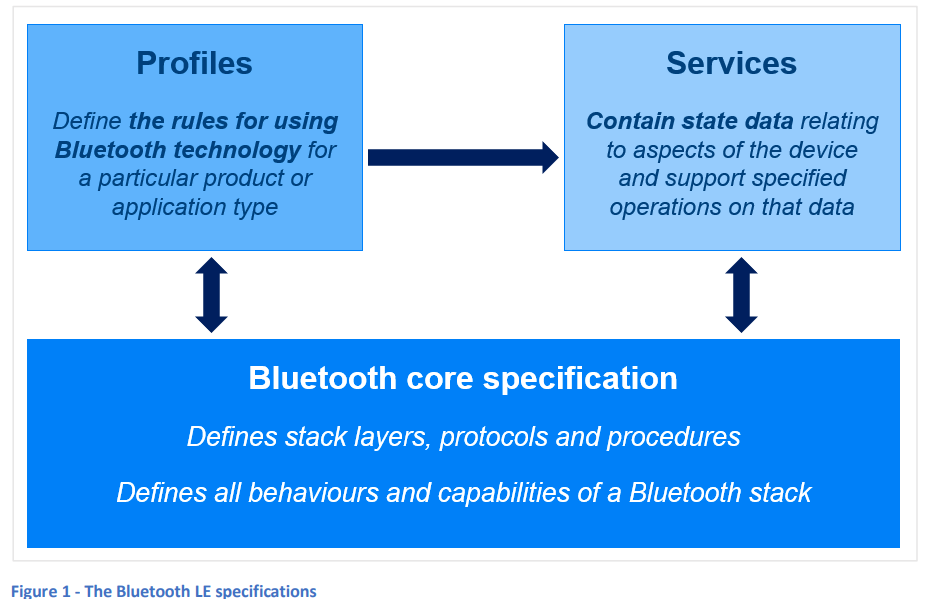 Profiles
Define the rules for using
Bluetooth technology for
a particular product or
application type
Services
Contain state data relating
to aspects of the device
and support specified
operations on that data
Bluetooth core specification
Defines stack layers, protocols and procedures
Defines all behaviours and capabilities of a Bluetooth stack
Figure 1 - The Bluetooth LE specifications